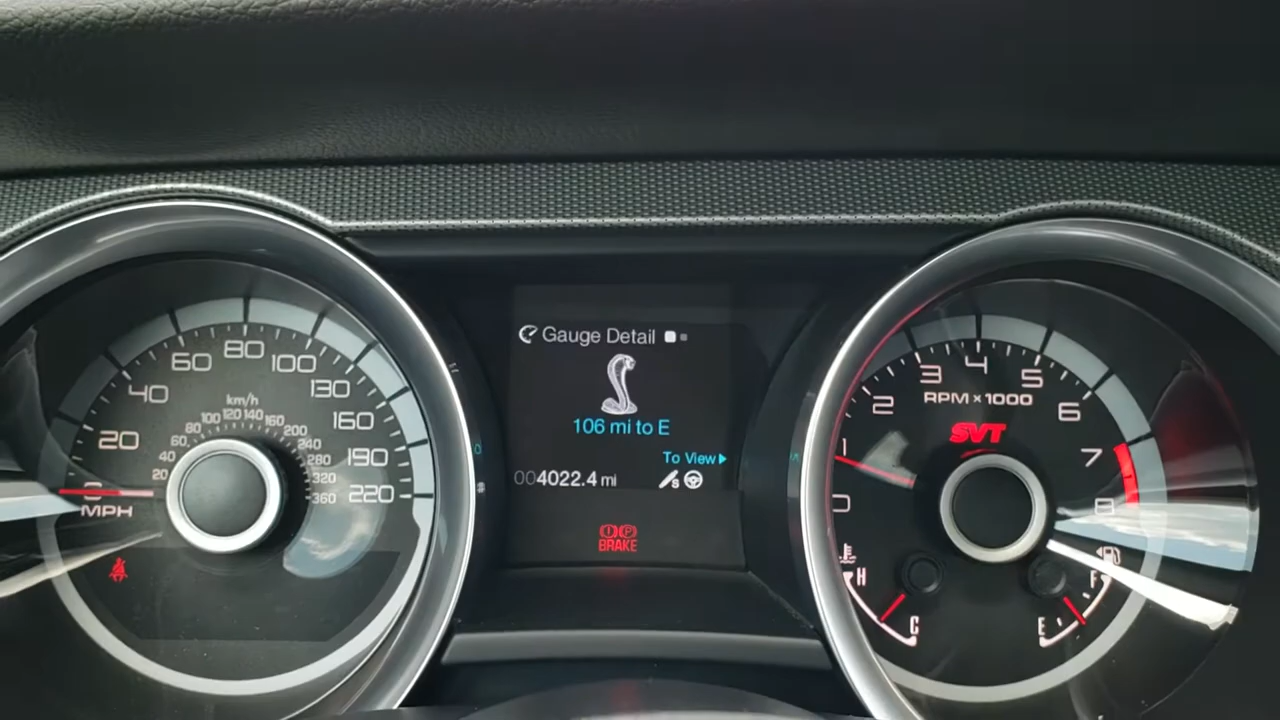 20 40 60 80 100 130 160 190 220
km/h
20 40 60 80 100 120 140 160 200 240 280 320 360
MPH
Gauge Detail
106 mi to E
To View
004022.4 mi
S
BRAKE
0 1 2 3 4 5 6 7 8
RPM x 1000
SVT
H
C
E
F